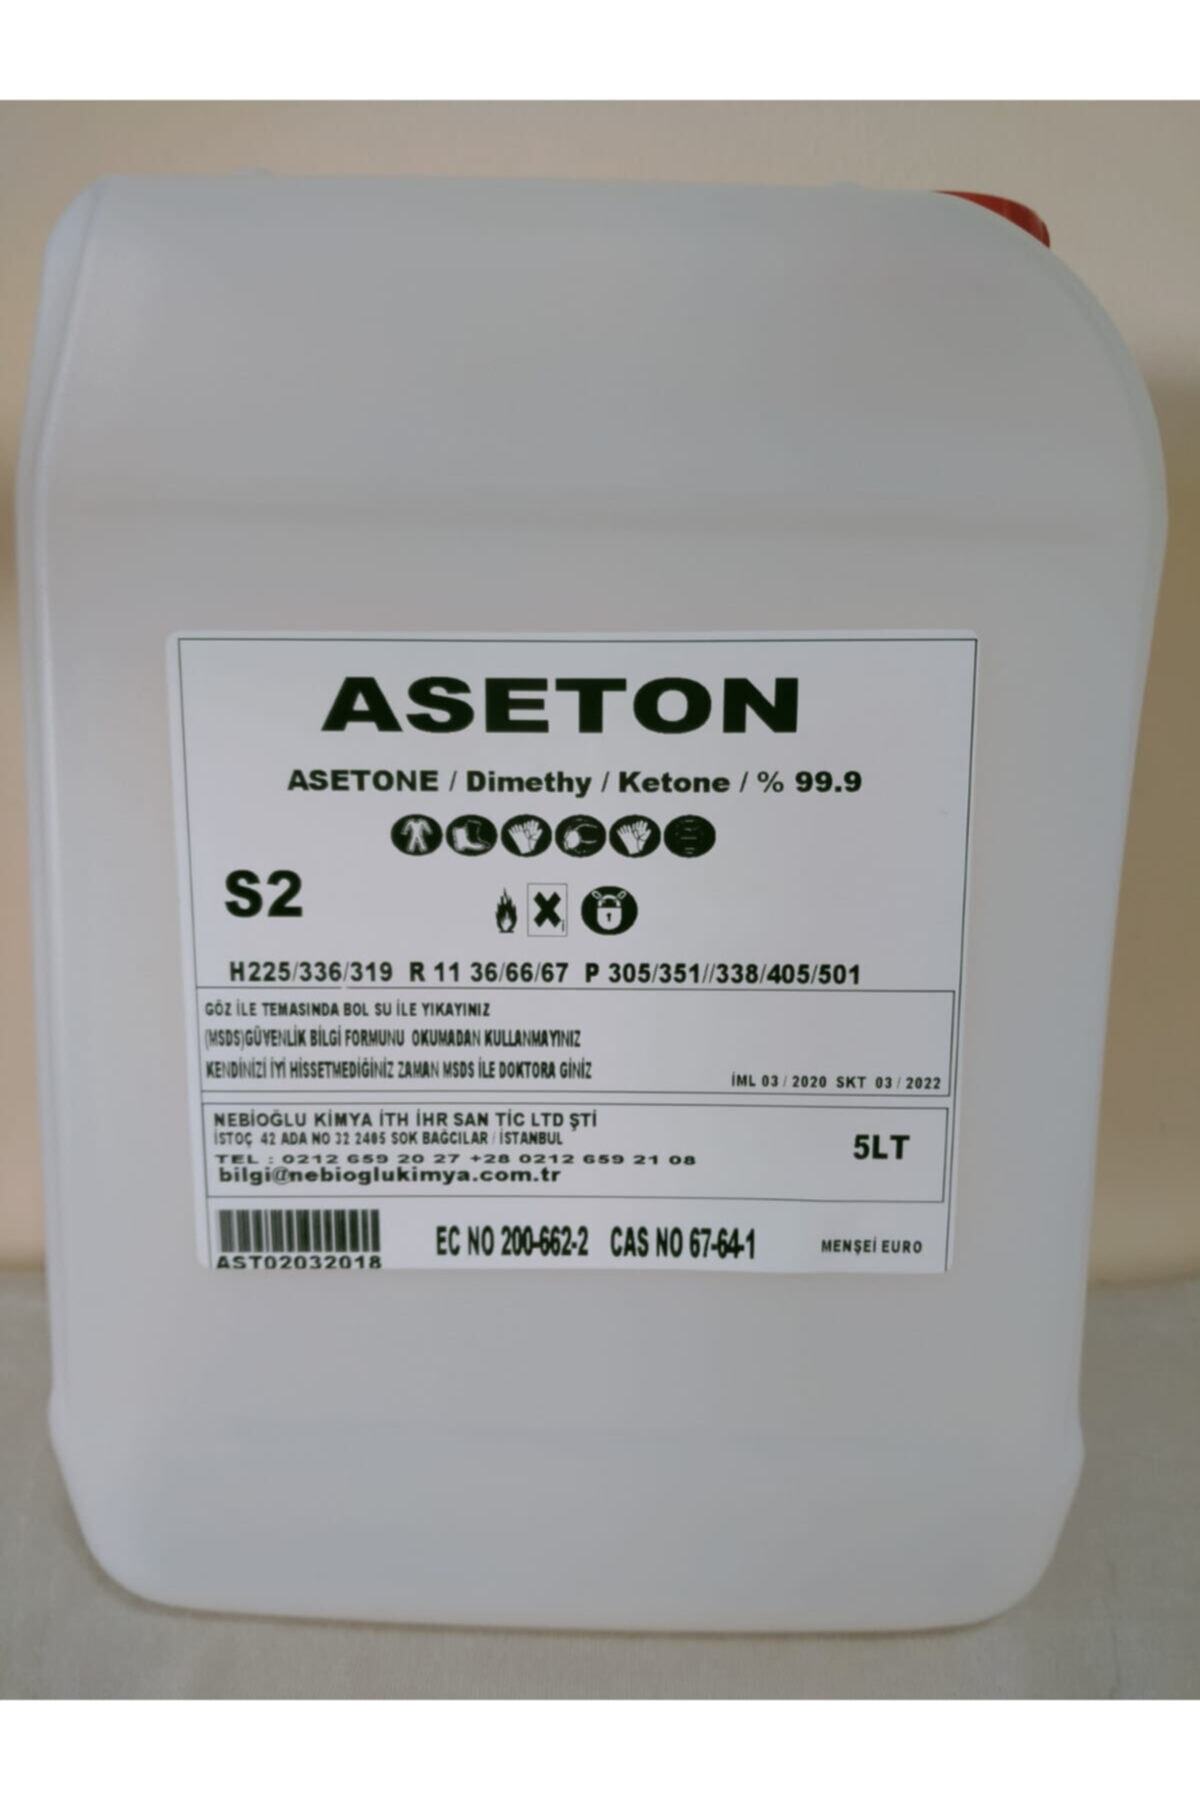 ASETON
ASETONE / Dimethy / Ketone / % 99.9
S2
X
i
H225/336/319 R 11 36/66/67 P 305/351//338/405/501
GÖZ İLE TEMASINDA BOL SU İLE YIKAYINIZ
(MSDS)GÜVENLİK BİLGİ FORMUNU OKUMADAN KULLANMAYINIZ
KENDİNİZİ İYİ HİSSETMEDİĞİNİZ ZAMAN MSDS İLE DOKTORA GİNİZ
İML 03 / 2020 SKT 03 / 2022
NEBİOĞLU KİMYA İTH İHR SAN TİC LTD ŞTİ
İSTOÇ 42 ADA NO 32 2405 SOK BAĞCILAR / İSTANBUL
TEL : 0212 659 20 27 +28 0212 659 21 08
bilgi@nebioglukimya.com.tr
5LT
AST02032018
EC NO 200-662-2 CAS NO 67-64-1
MENŞEİ EURO